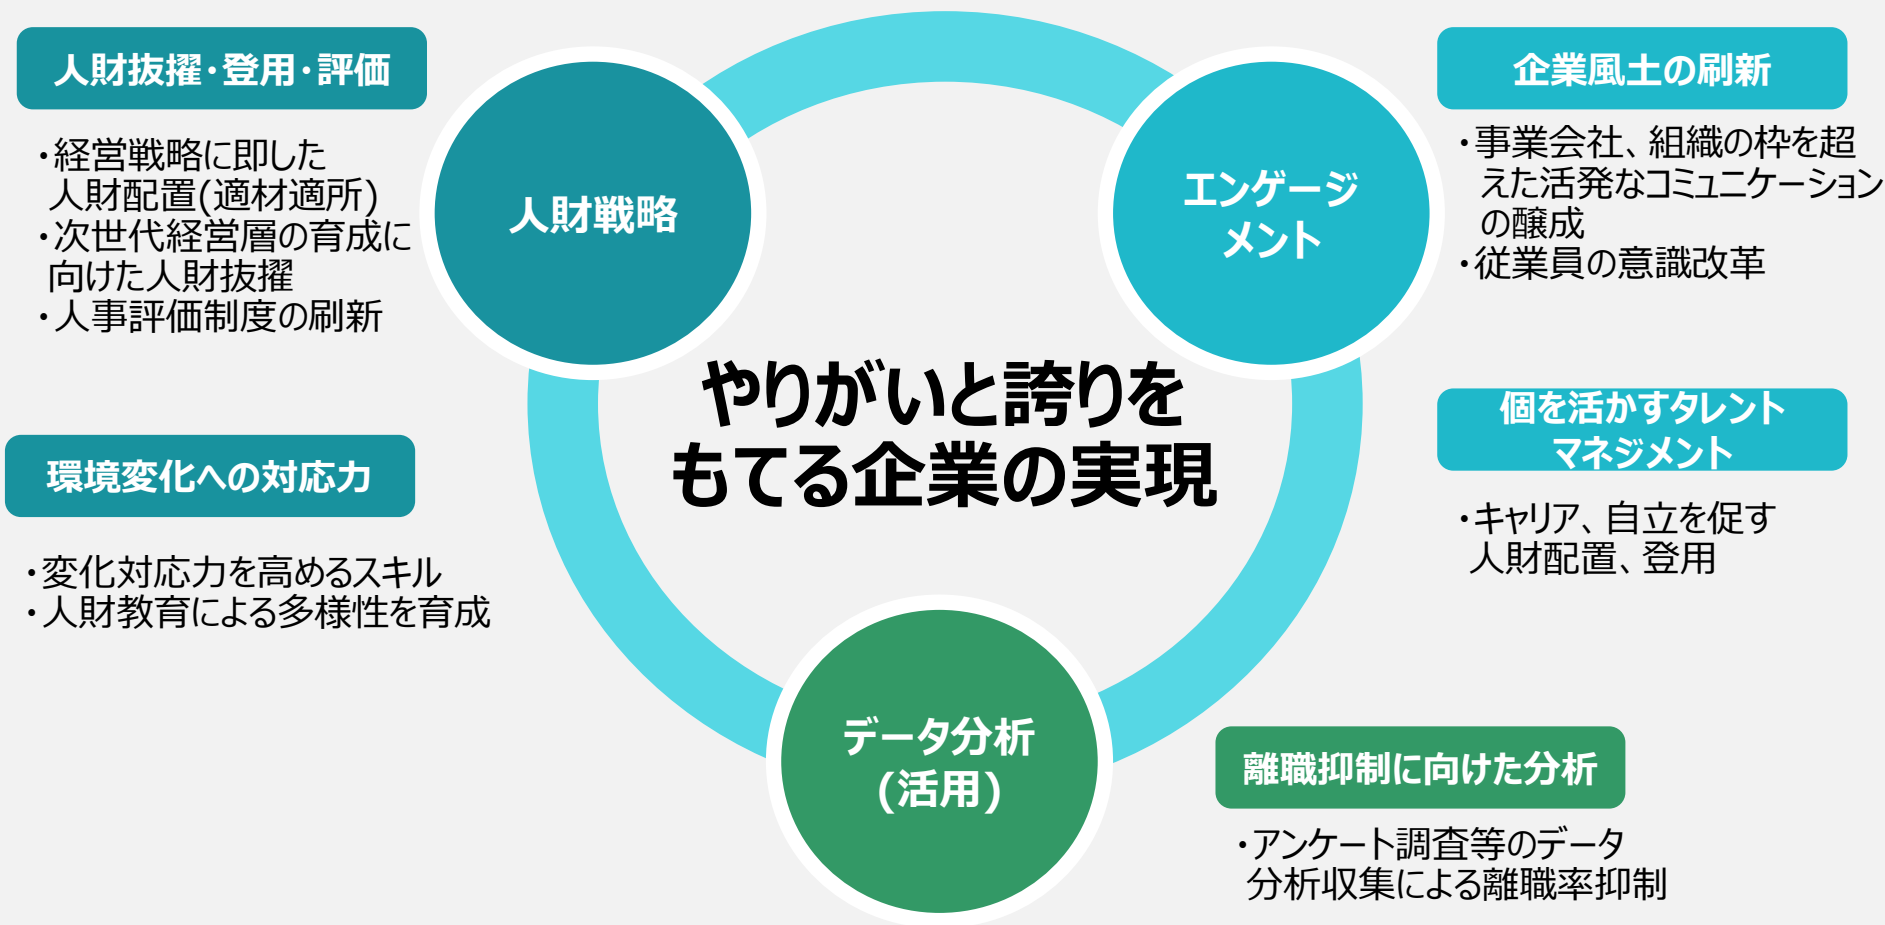 人財抜擢・登用・評価
・経営戦略に即した
人財配置(適材適所)
・次世代経営層の育成に
向けた人財抜擢
・人事評価制度の刷新
環境変化への対応力
・変化対応力を高めるスキル
・人財教育による多様性を育成
人財戦略
エンゲージ
メント
やりがいと誇りを
もてる企業の実現
データ分析
(活用)
企業風土の刷新
・事業会社、組織の枠を超
えた活発なコミュニケーション
の醸成
・従業員の意識改革
個を活かすタレント
マネジメント
・キャリア、自立を促す
人財配置、登用
離職抑制に向けた分析
・アンケート調査等のデータ
分析収集による離職率抑制